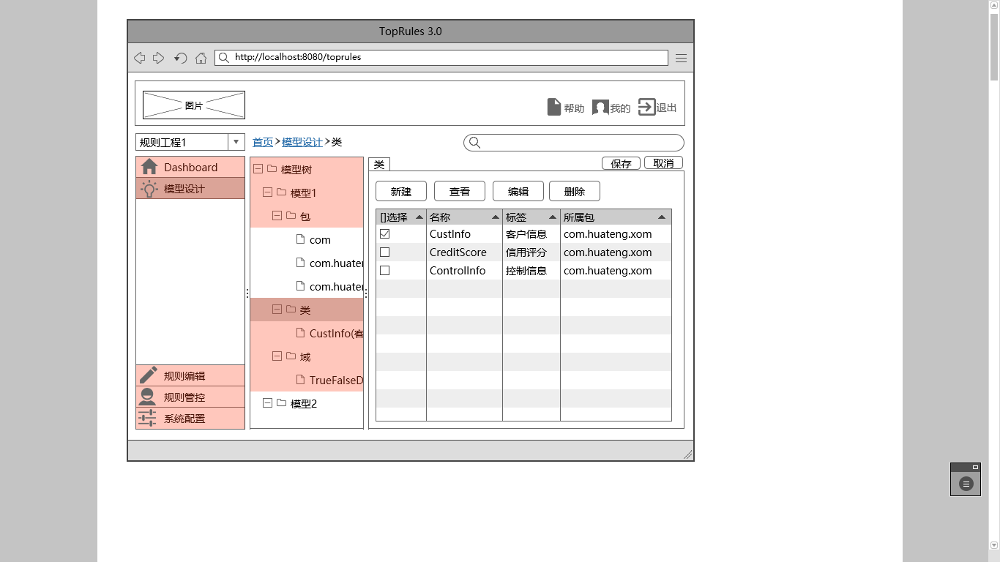 TopRules 3.0
http://localhost:8080/toprules
图片
帮助 我的 退出
规则工程1
首页>模型设计>类
Dashboard
模型设计
规则编辑
规则管控
系统配置
模型树
模型1
包
com
com.huater
com.huater
类
CustInfo(客
域
TrueFalseD
模型2
类
保存 取消
新建 查看 编辑 删除
[]选择 名称 标签 所属包
CustInfo 客户信息 com.huateng.xom
CreditScore 信用评分 com.huateng.xom
ControlInfo 控制信息 com.huateng.xom